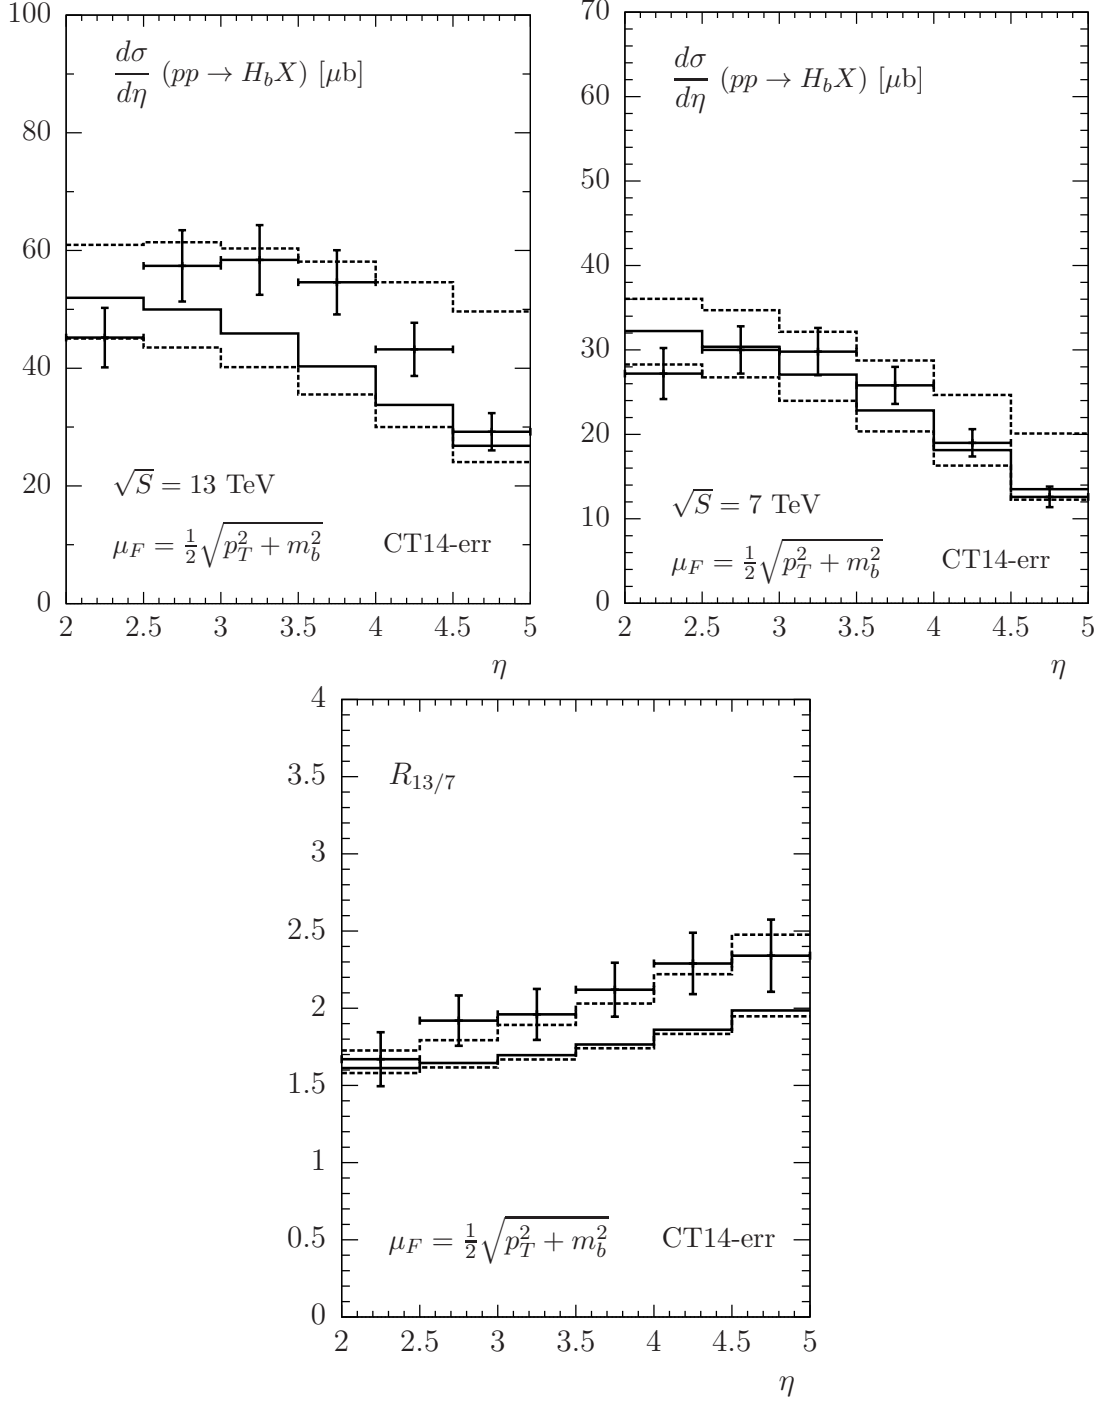 dσ/dη (pp → H_bX) [μb]
100
80
60
40
20
0
√S = 13 TeV
μ_F = ½√(p_T² + m_b²) CT14-err
2 2.5 3 3.5 4 4.5 5
η
dσ/dη (pp → H_bX) [μb]
70
60
50
40
30
20
10
0
√S = 7 TeV
μ_F = ½√(p_T² + m_b²) CT14-err
2 2.5 3 3.5 4 4.5 5
η
R_{13/7}
4
3.5
3
2.5
2
1.5
1
0.5
0
μ_F = ½√(p_T² + m_b²) CT14-err
2 2.5 3 3.5 4 4.5 5
η